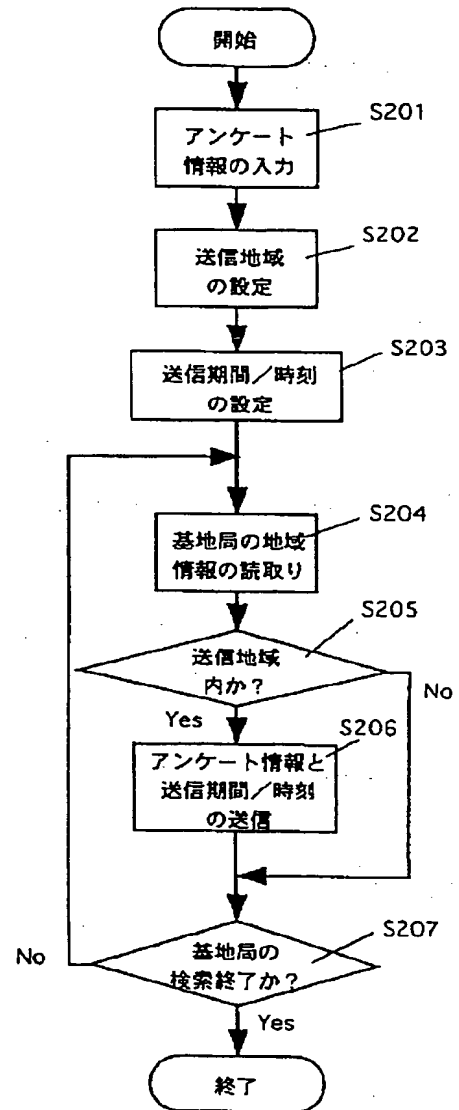 開始
S201
アンケート
情報の入力
S202
送信地域
の設定
S203
送信期間／時刻
の設定
S204
基地局の地域
情報の読取り
S205
送信地域
内か？
No
Yes
S206
アンケート情報と
送信期間／時刻
の送信
S207
基地局の
検索終了か？
No
Yes
終了